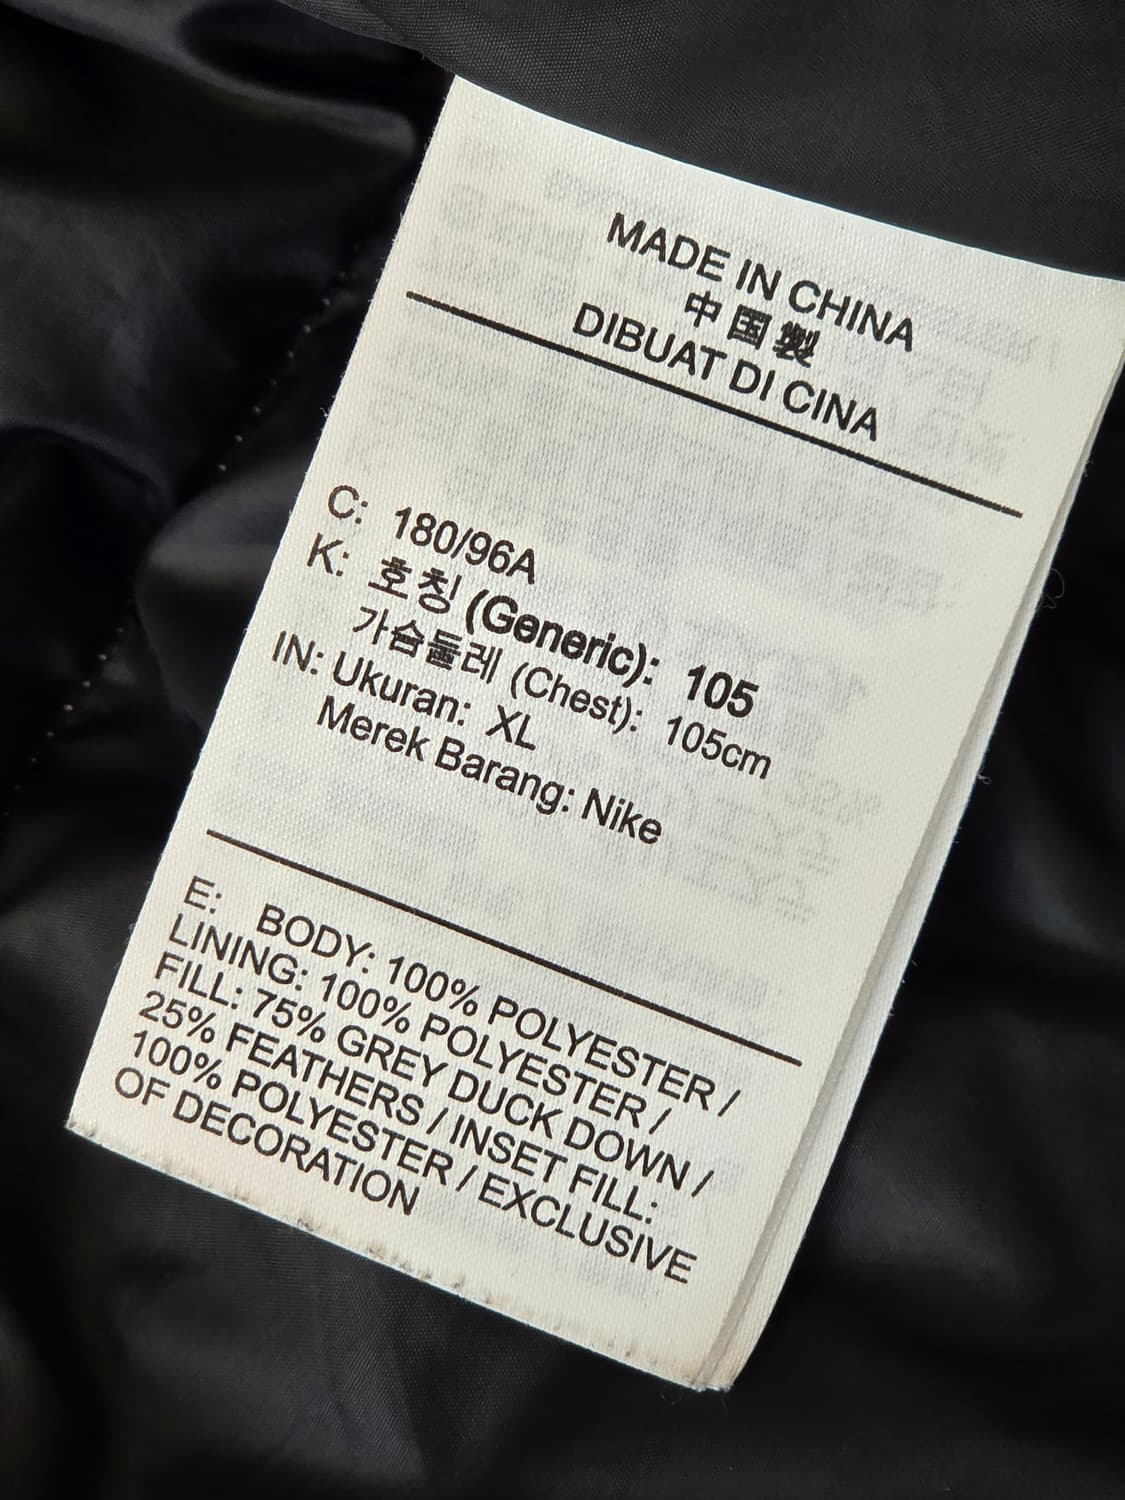 MADE IN CHINA
中国製
DIBUAT DI CINA
C: 180/96A
K: 호칭 (Generic): 105
가슴둘레 (Chest): 105cm
IN: Ukuran: XL
Merek Barang: Nike
E: BODY: 100% POLYESTER /
LINING: 100% POLYESTER /
FILL: 75% GREY DUCK DOWN /
25% FEATHERS / INSET FILL:
100% POLYESTER / EXCLUSIVE
OF DECORATION